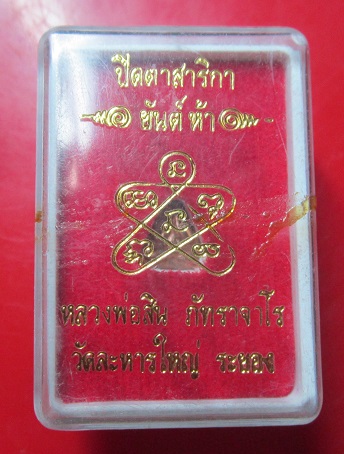 ปิดตาสาริกา
ยันต์ ห้า
หลวงพ่อสิน ภัทราจาโร
วัดละหารใหญ่ ระยอง